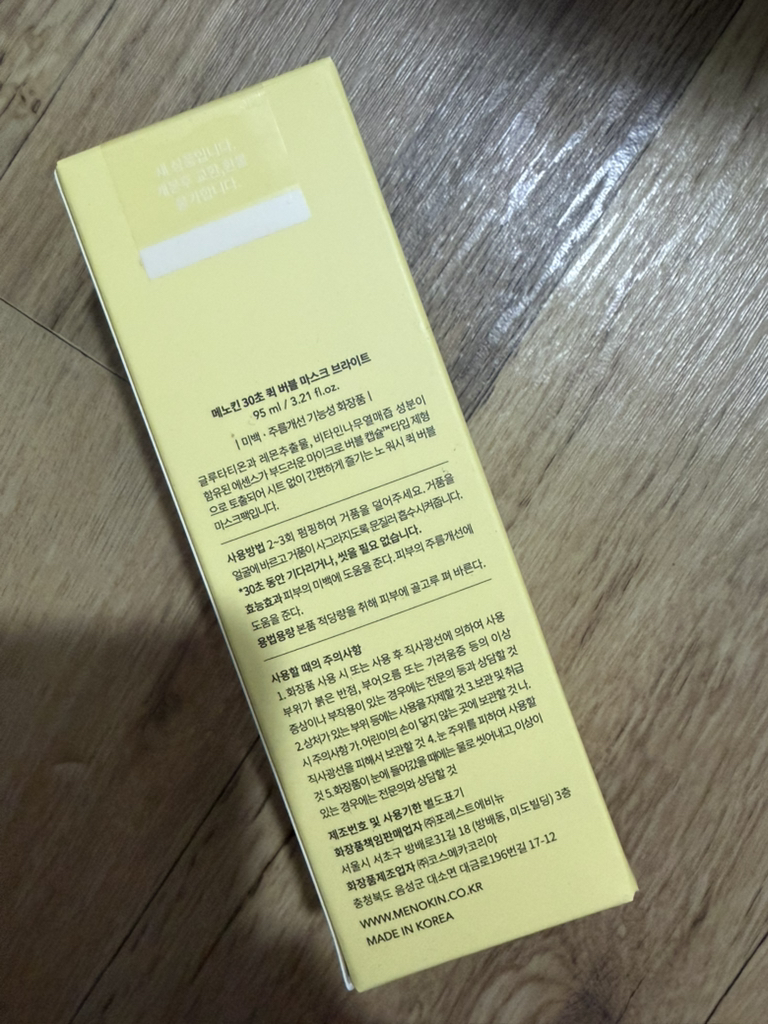 새 상품입니다.
개봉후 교환,환불
불가합니다.
메노킨 30초 퀵 버블 마스크 브라이트
95 ml / 3.21 fl.oz.
| 미백 · 주름개선 기능성 화장품 |
글루타티온과 레몬추출물, 비타민나무열매즙 성분이
함유된 에센스가 부드러운 마이크로 버블 캡슐™타입 제형
으로 토출되어 시트 없이 간편하게 즐기는 노 워시 퀵 버블
마스크팩입니다.
사용방법 2~3회 펌핑하여 거품을 덜어주세요. 거품을
얼굴에 바르고 거품이 사그라지도록 문질러 흡수시켜줍니다.
*30초 동안 기다리거나, 씻을 필요 없습니다.
효능효과 피부의 미백에 도움을 준다. 피부의 주름개선에
도움을 준다.
용법용량 본품 적당량을 취해 피부에 골고루 펴 바른다.
사용할 때의 주의사항
1. 화장품 사용 시 또는 사용 후 직사광선에 의하여 사용
부위가 붉은 반점, 부어오름 또는 가려움증 등의 이상
증상이나 부작용이 있는 경우에는 전문의 등과 상담할 것
2.상처가 있는 부위 등에는 사용을 자제할 것 3.보관 및 취급
시 주의사항 가.어린이의 손이 닿지 않는 곳에 보관할 것 나.
직사광선을 피해서 보관할 것 4. 눈 주위를 피하여 사용할
것 5.화장품이 눈에 들어갔을 때에는 물로 씻어내고, 이상이
있는 경우에는 전문의와 상담할 것
제조번호 및 사용기한 별도표기
화장품책임판매업자 ㈜포레스트에비뉴
서울시 서초구 방배로31길 18 (방배동, 미도빌딩) 3층
화장품제조업자 ㈜코스메카코리아
충청북도 음성군 대소면 대금로196번길 17-12
WWW.MENOKIN.CO.KR
MADE IN KOREA